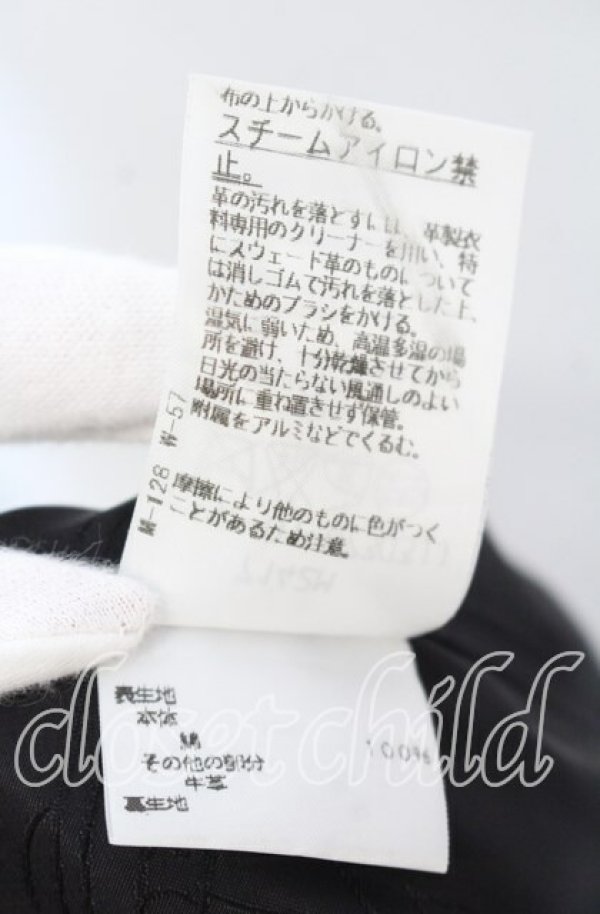 布の上からかける。
スチームアイロン禁
止。
革の汚れを落とすには、革製衣
料専用のクリーナーを用い、特
にスウェード革のものについて
は消しゴムで汚れを落とした上、
かためのブラシをかける。
湿気に弱いため、高温多湿の場
所を避け、十分乾燥させてから
日光の当たらない風通しのよい
場所に重ね置きせず保管。
W-57 附属をアルミなどでくるむ。
M-128 摩擦により他のものに色がつく
ことがあるため注意。
表生地
本体
綿 100%
その他の部分
牛革
裏生地
closetchild